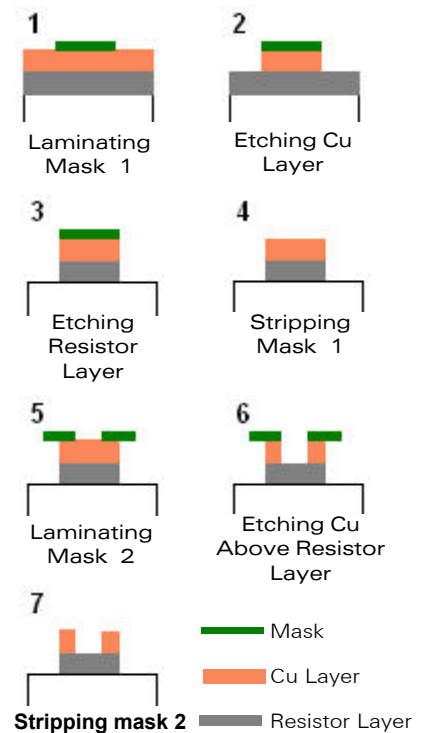 1
Laminating
Mask 1
2
Etching Cu
Layer
3
Etching
Resistor
Layer
4
Stripping
Mask 1
5
Laminating
Mask 2
6
Etching Cu
Above Resistor
Layer
7
Stripping mask 2
Mask
Cu Layer
Resistor Layer